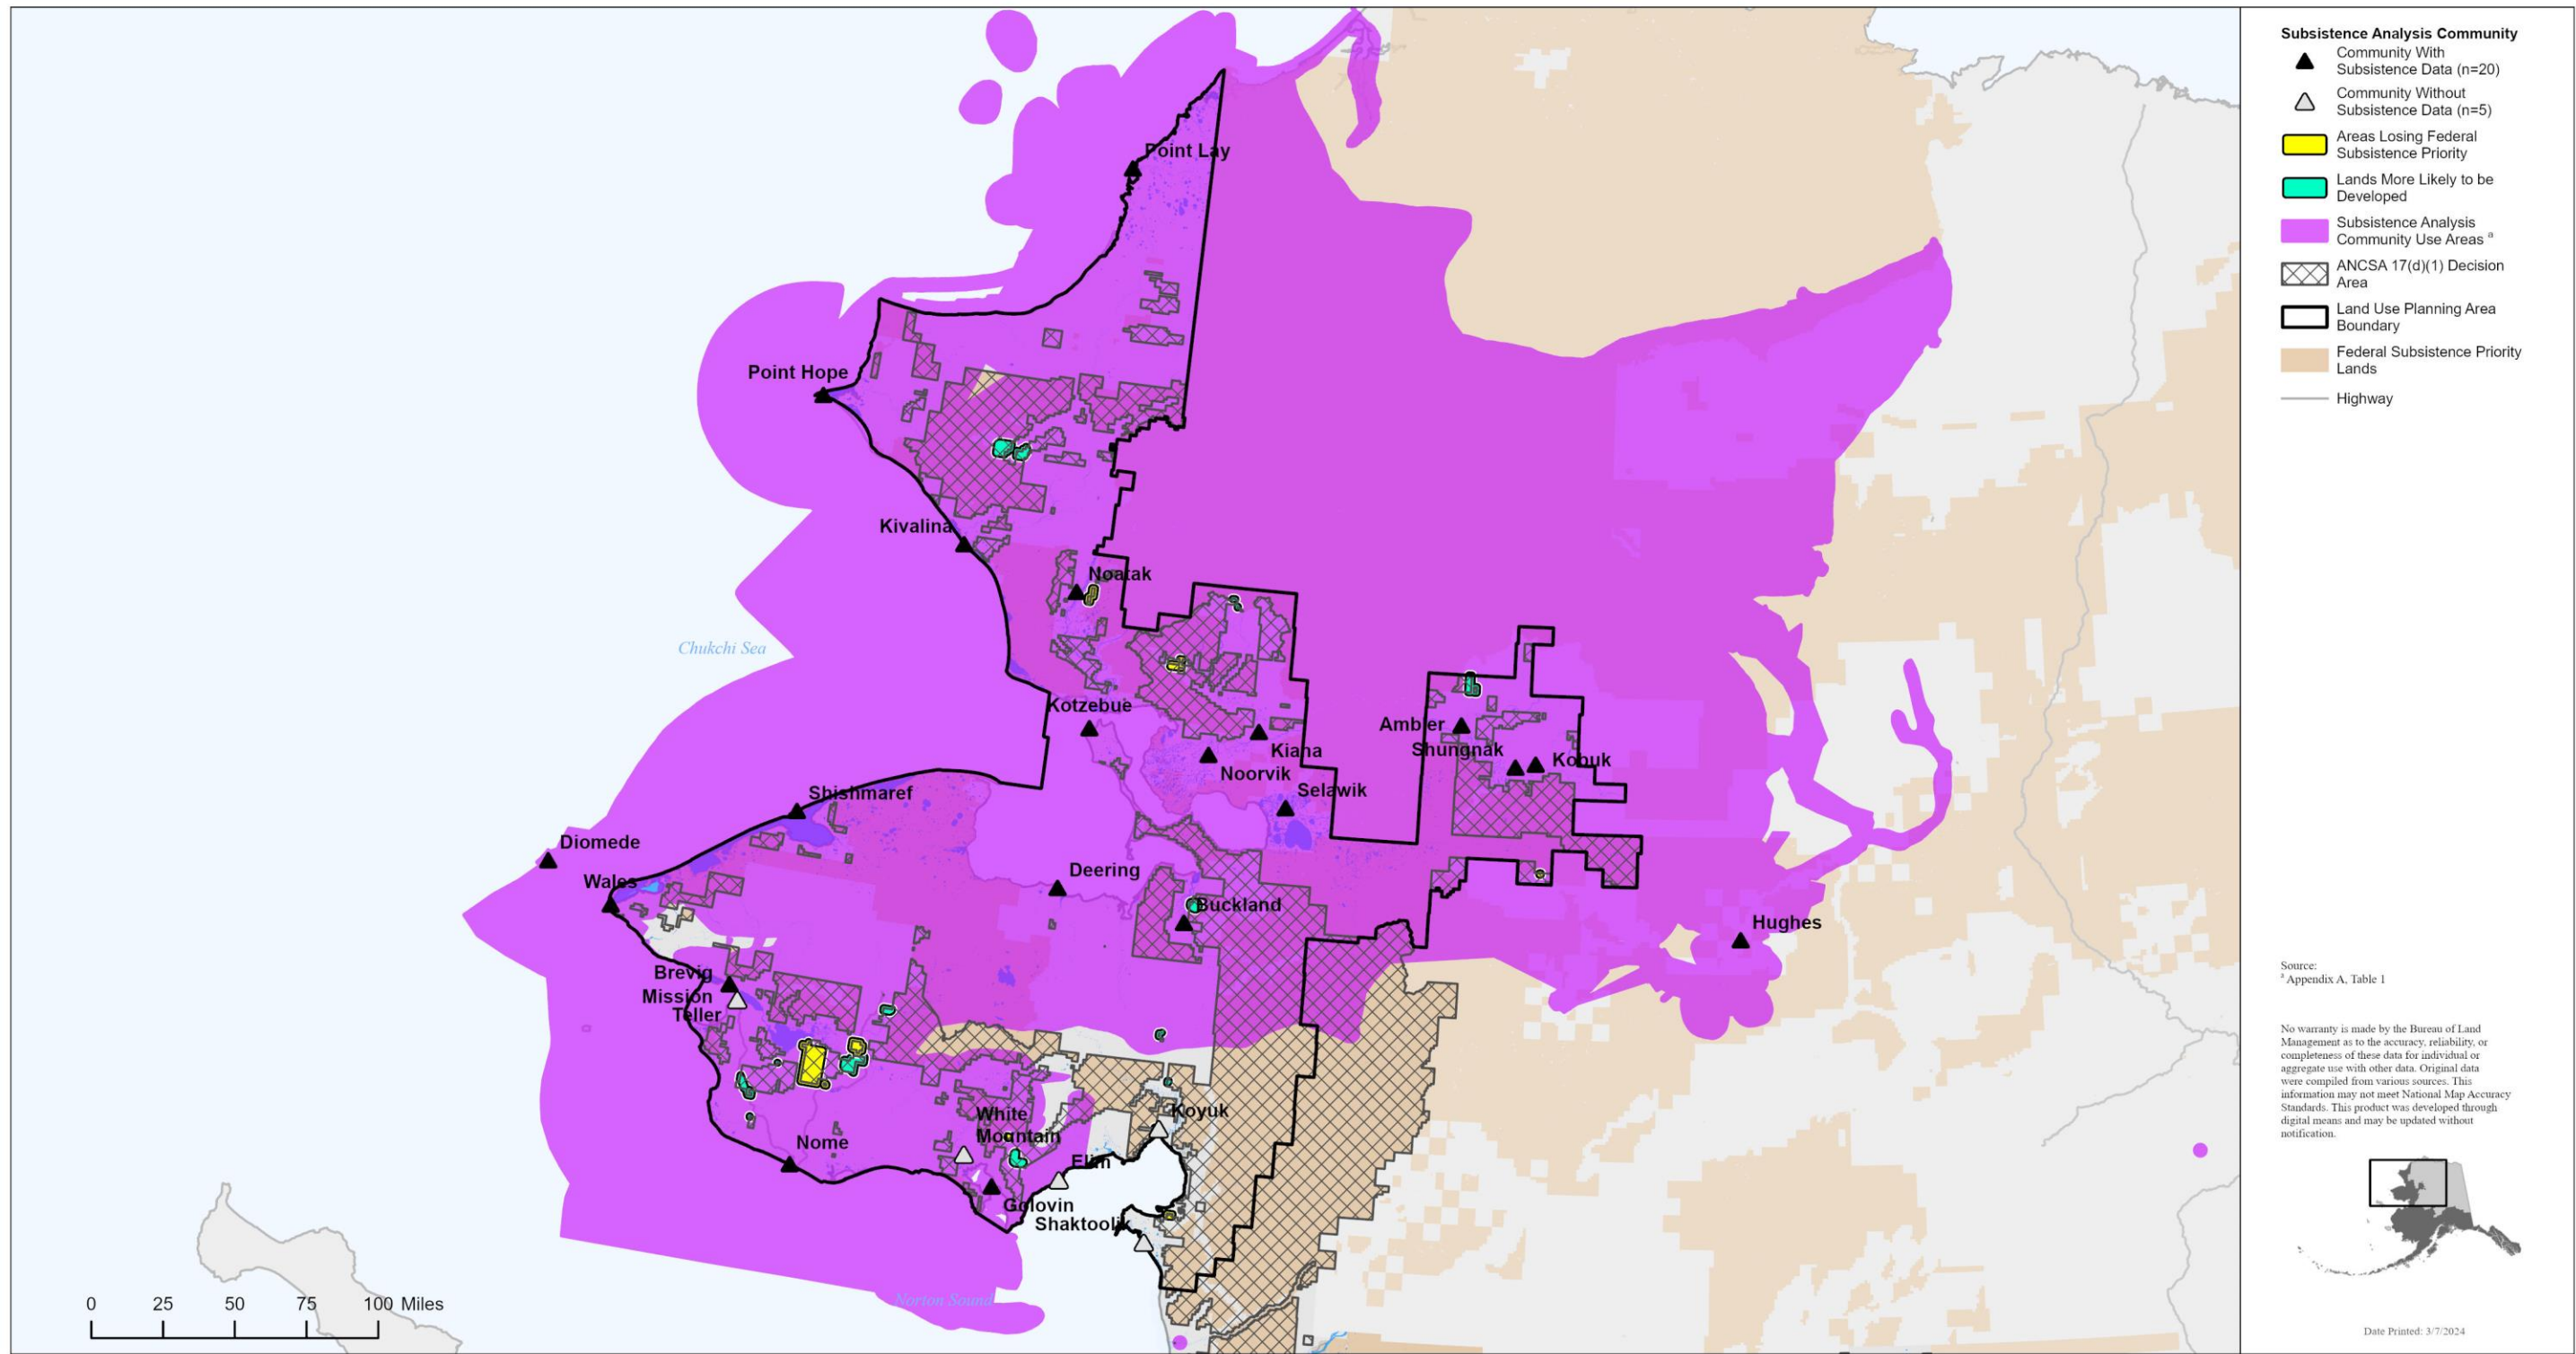 Point Lay
Point Hope
Kivalina
Noatak
Chukchi Sea
Kotzebue
Ambler
Kiana
Shungnak
Kobuk
Noorvik
Selawik
Shishmaref
Diomede
Deering
Wales
Buckland
Hughes
Brevig
Mission
Teller
Koyuk
White
Mountain
Nome
Elim
Golovin
Shaktoolik
Norton Sound
0 25 50 75 100 Miles
Subsistence Analysis Community
Community With
Subsistence Data (n=20)
Community Without
Subsistence Data (n=5)
Areas Losing Federal
Subsistence Priority
Lands More Likely to be
Developed
Subsistence Analysis
Community Use Areas a
ANCSA 17(d)(1) Decision
Area
Land Use Planning Area
Boundary
Federal Subsistence Priority
Lands
Highway
Source:
a Appendix A, Table 1
No warranty is made by the Bureau of Land
Management as to the accuracy, reliability, or
completeness of these data for individual or
aggregate use with other data. Original data
were compiled from various sources. This
information may not meet National Map Accuracy
Standards. This product was developed through
digital means and may be updated without
notification.
Date Printed: 3/7/2024